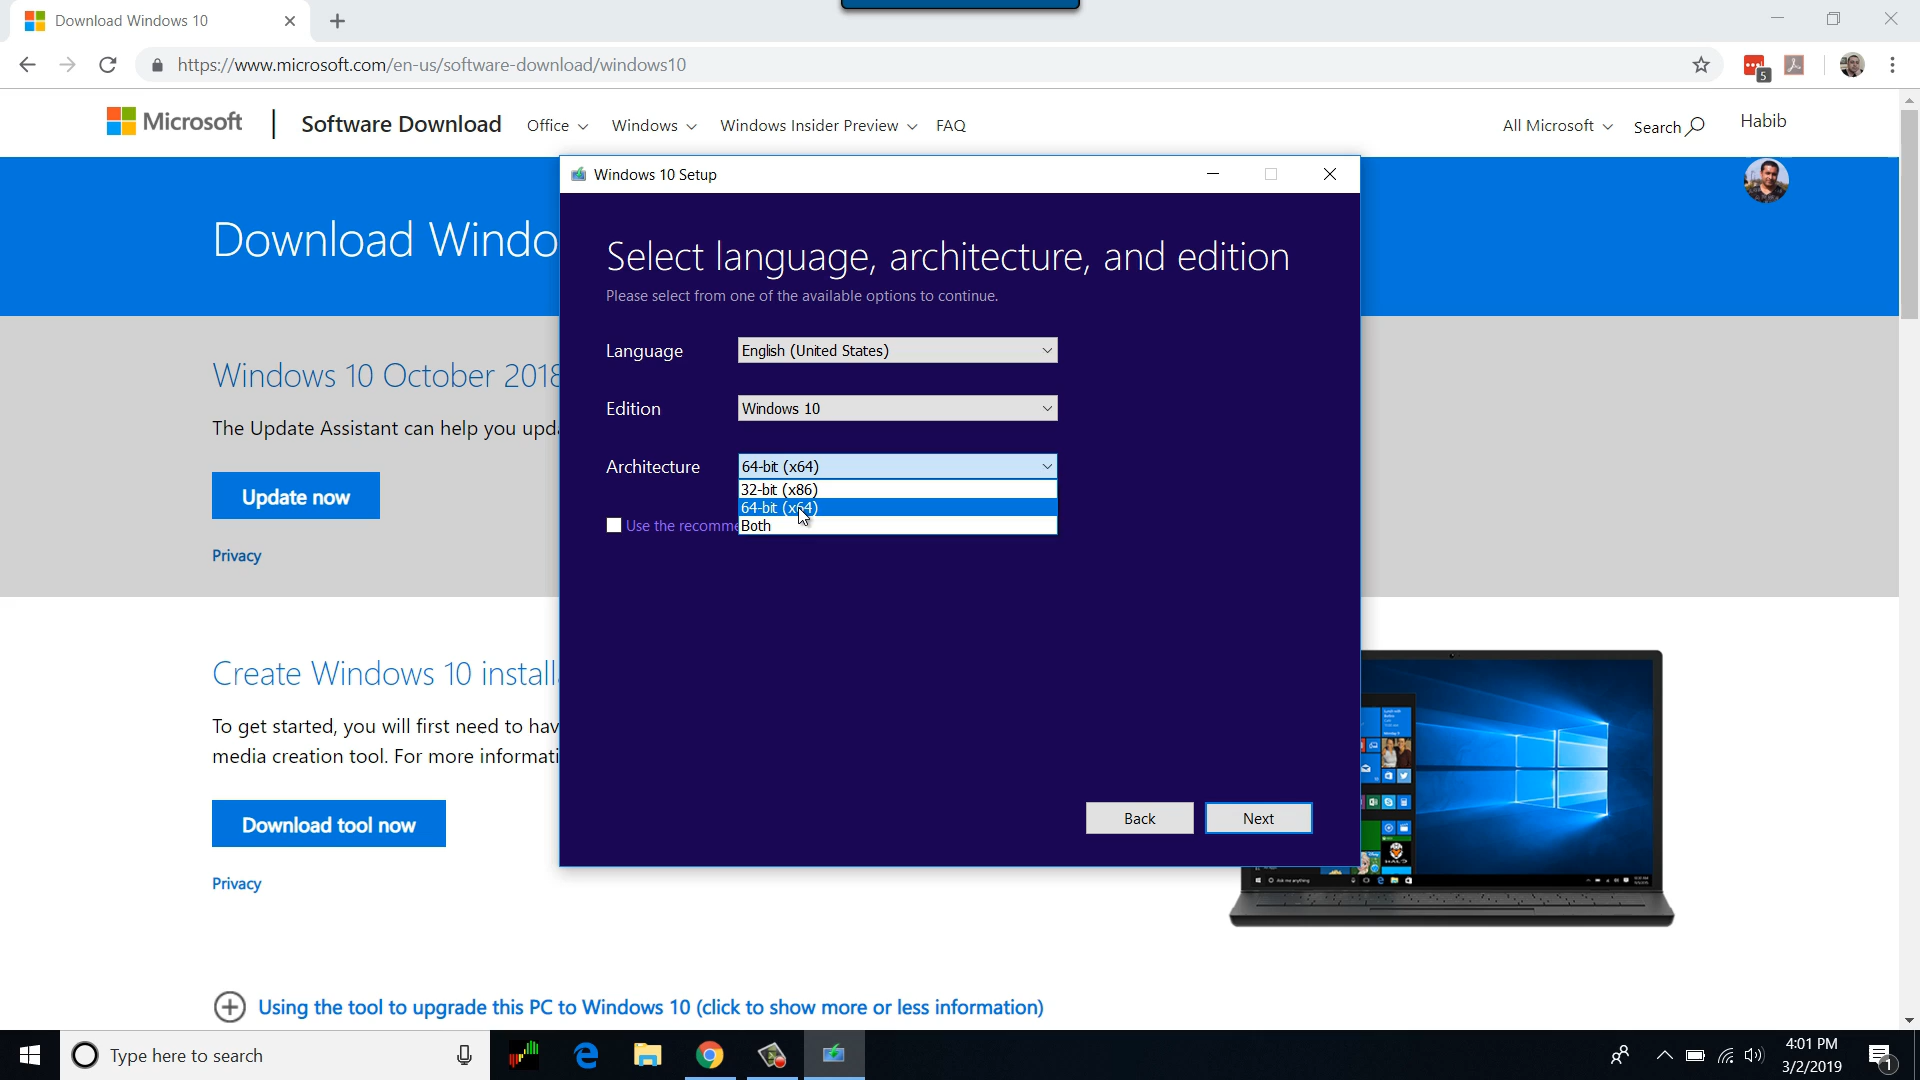 Download Windows 10
https://www.microsoft.com/en-us/software-download/windows10
5
Microsoft
Software Download
Office
Windows
Windows Insider Preview
FAQ
All Microsoft
Search
Habib
Windows 10 Setup
Download Windo
Select language, architecture, and edition
Please select from one of the available options to continue.
Language
English (United States)
Windows 10 October 2018
Edition
Windows 10
The Update Assistant can help you upda
Architecture
64-bit (x64)
32-bit (x86)
64-bit (x64)
Both
Update now
Use the recomme
Privacy
Create Windows 10 install
To get started, you will first need to hav
media creation tool. For more informati
Back
Next
Download tool now
Privacy
Using the tool to upgrade this PC to Windows 10 (click to show more or less information)
Type here to search
4:01 PM
3/2/2019
1